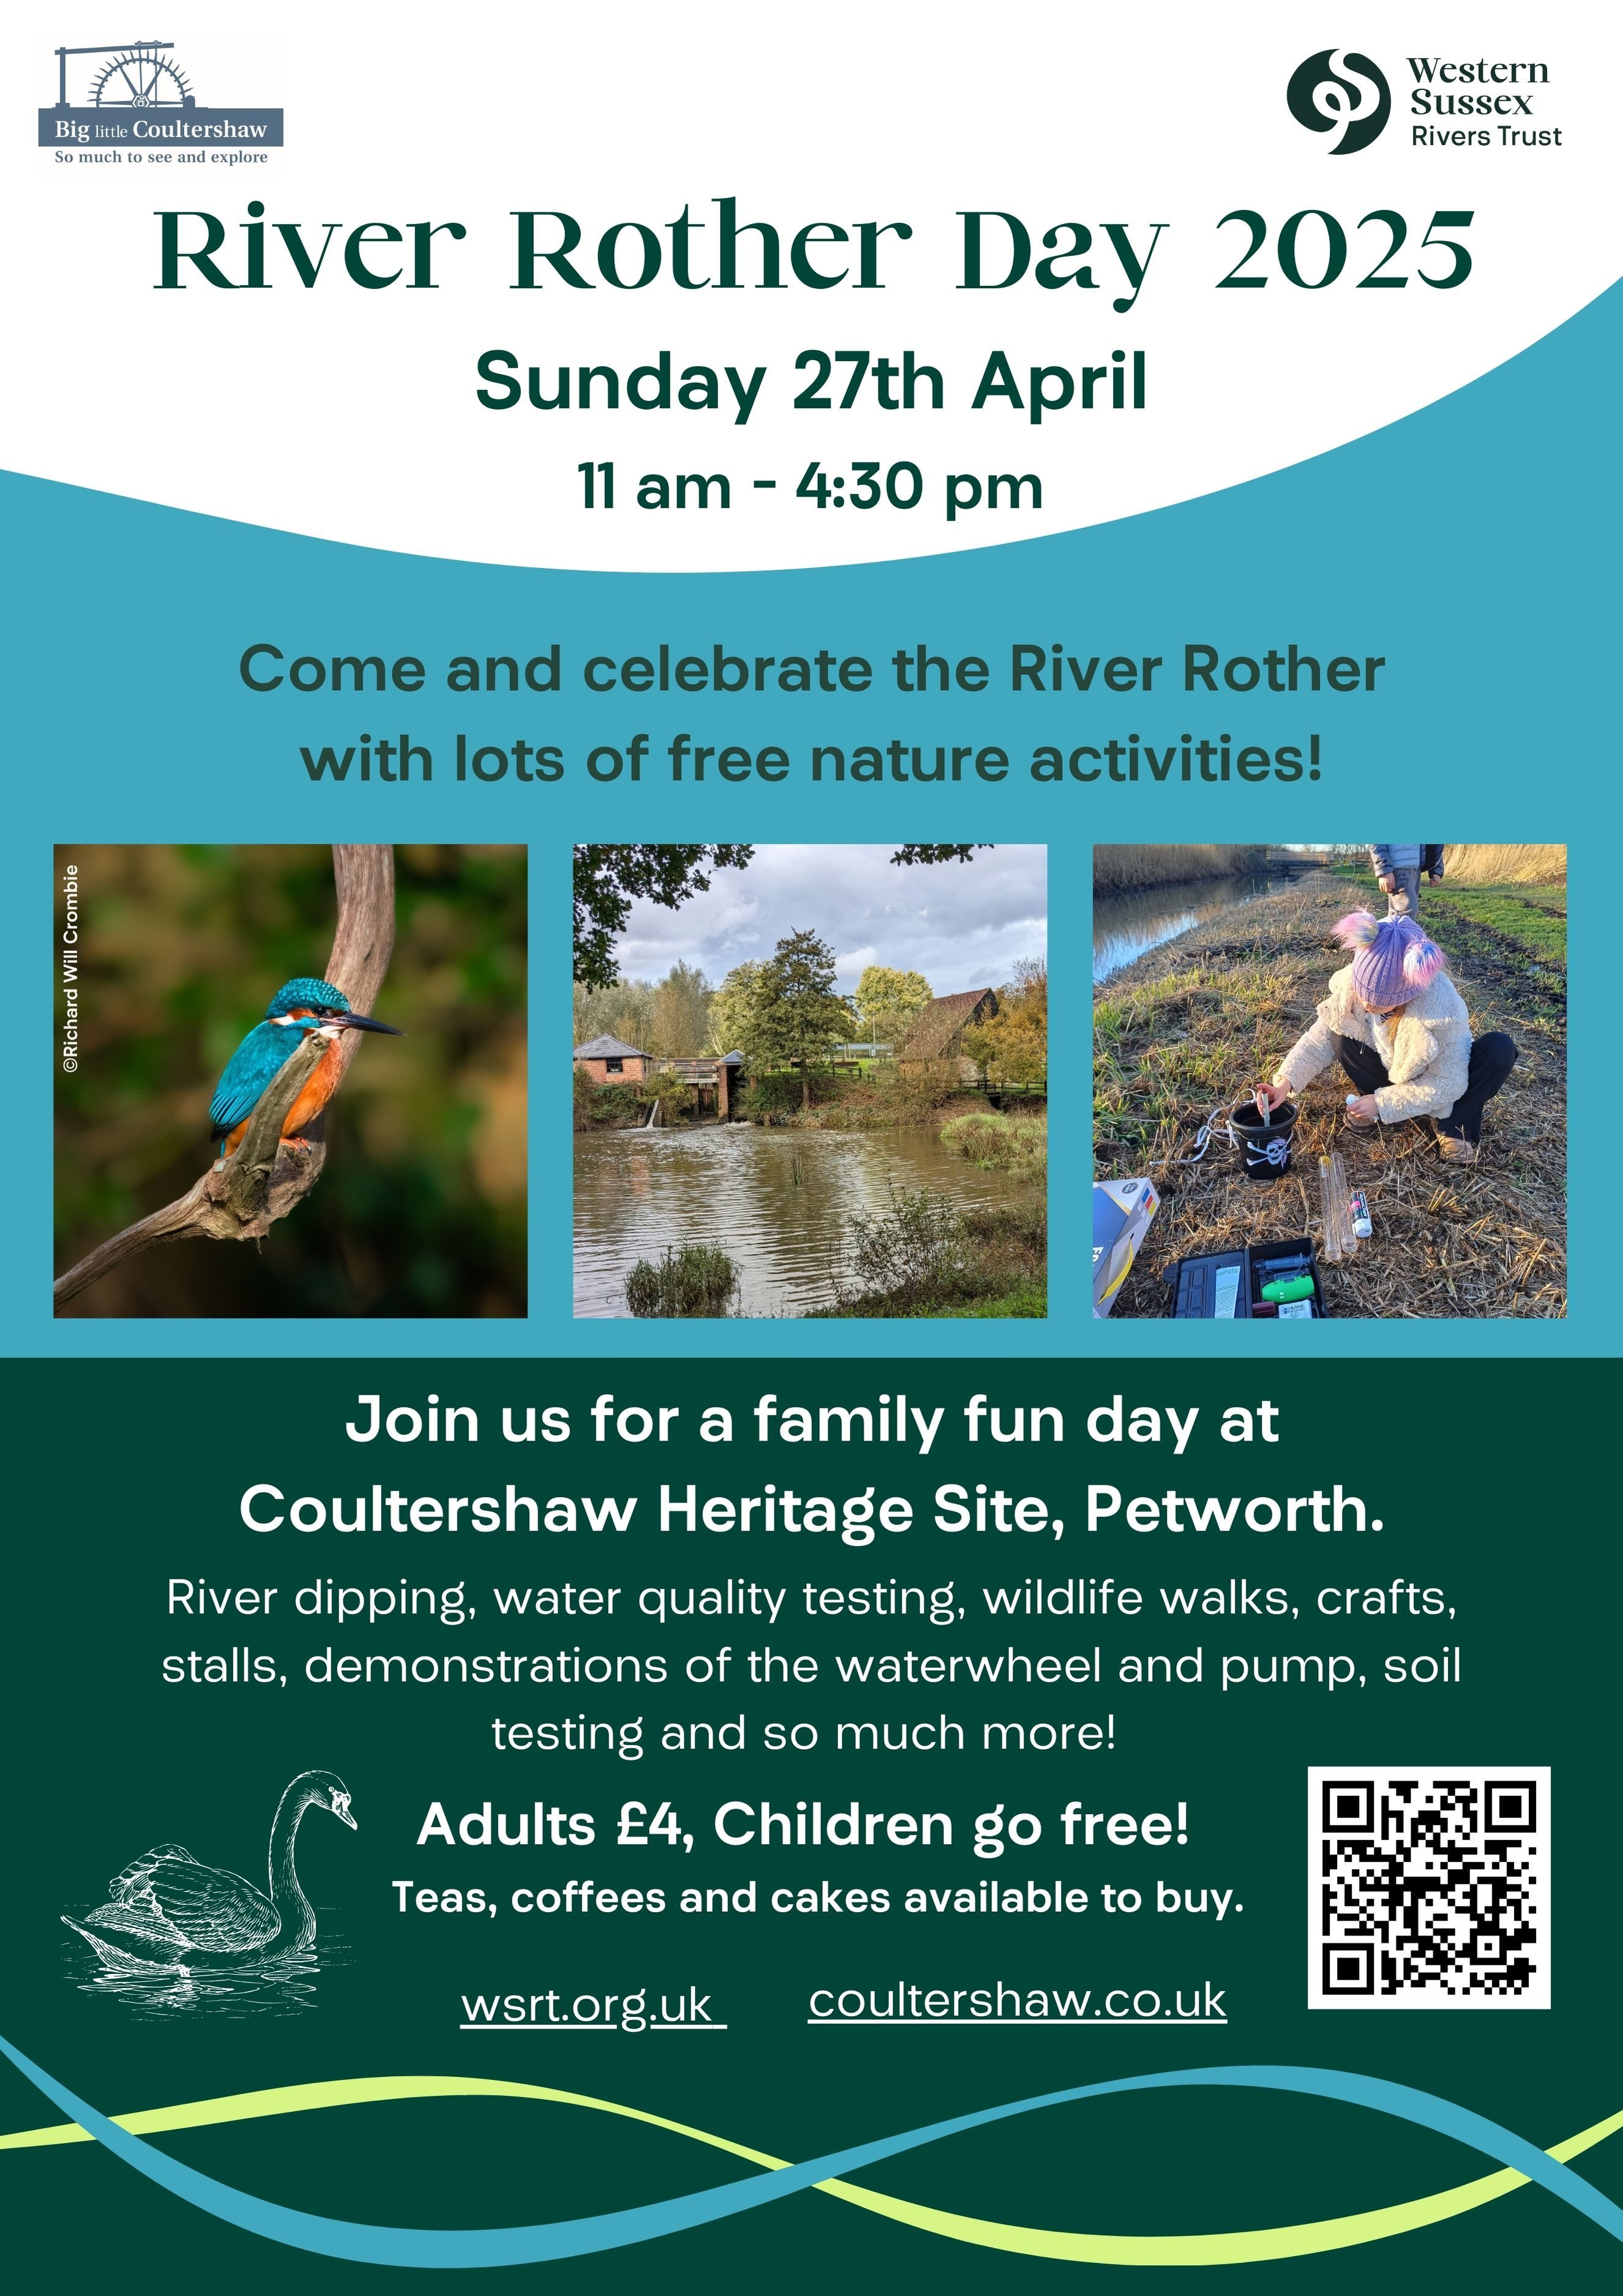 Big little Coultershaw
So much to see and explore
Western
Sussex
Rivers Trust
River Rother Day 2025
Sunday 27th April
11 am - 4:30 pm
Come and celebrate the River Rother
with lots of free nature activities!
©Richard Will Crombie
Join us for a family fun day at
Coultershaw Heritage Site, Petworth.
River dipping, water quality testing, wildlife walks, crafts,
stalls, demonstrations of the waterwheel and pump, soil
testing and so much more!
Adults £4, Children go free!
Teas, coffees and cakes available to buy.
wsrt.org.uk
coultershaw.co.uk